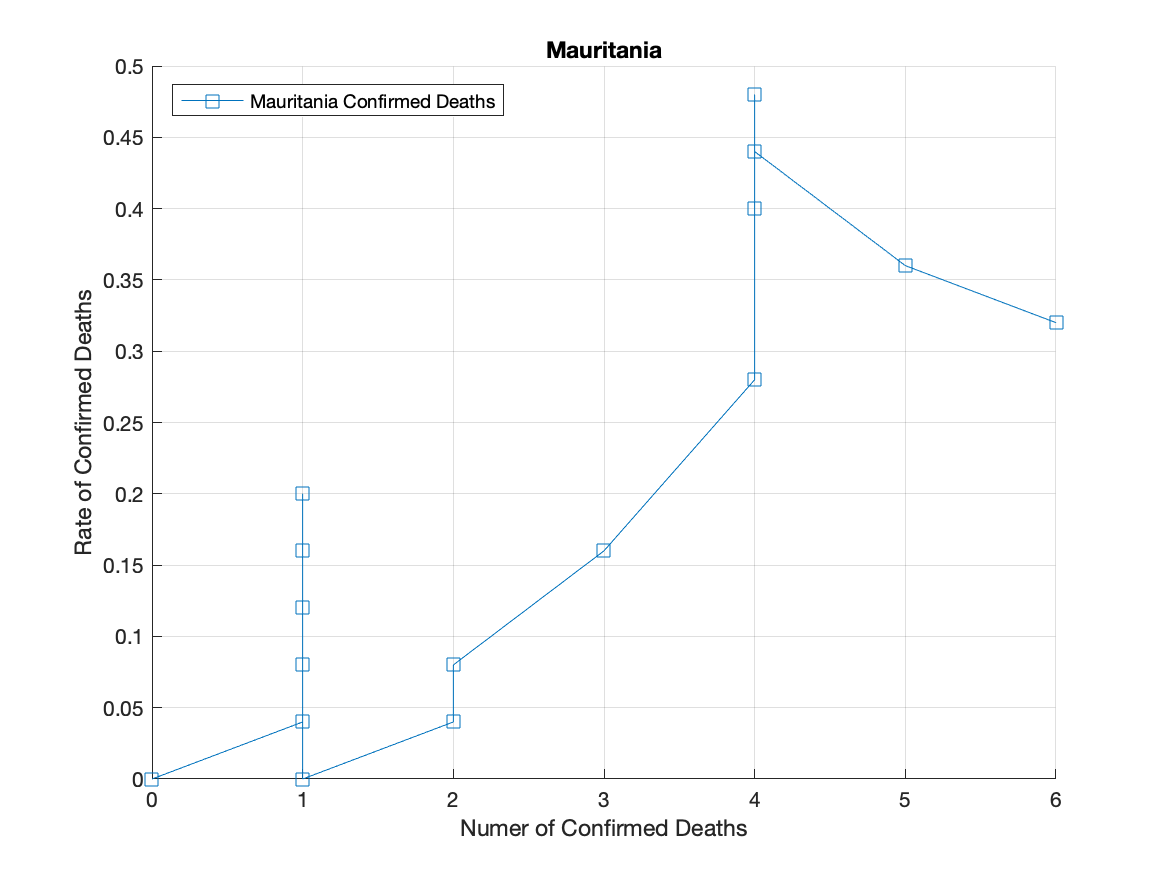 Mauritania
0.5
Mauritania Confirmed Deaths
0.45
0.4
0.35
0.3
0.25
0.2
0.15
0.1
0.05
0
Rate of Confirmed Deaths
0 1 2 3 4 5 6
Numer of Confirmed Deaths